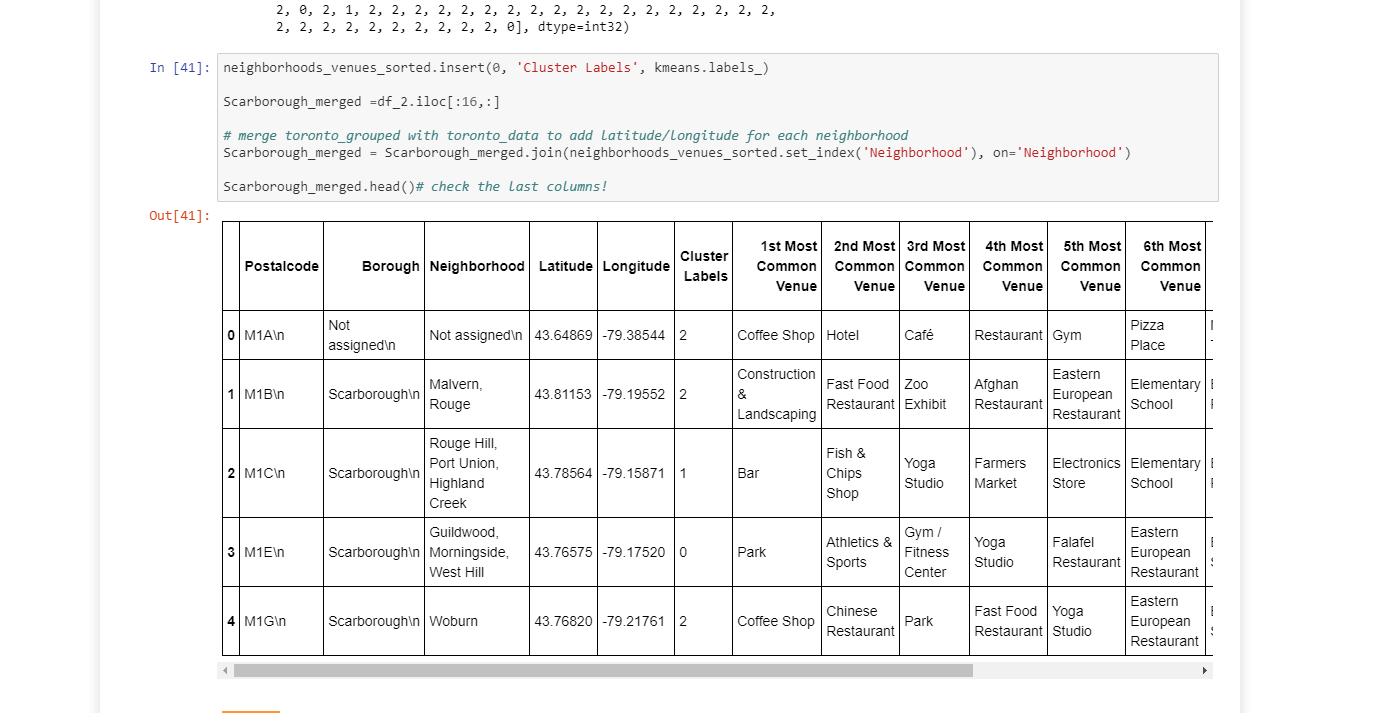 2, 0, 2, 1, 2, 2, 2, 2, 2, 2, 2, 2, 2, 2, 2, 2, 2, 2, 2, 2, 2, 2,
2, 2, 2, 2, 2, 2, 2, 2, 2, 2, 0], dtype=int32)
In [41]:
neighborhoods_venues_sorted.insert(0, 'Cluster Labels', kmeans.labels_)
Scarborough_merged =df_2.iloc[:16,:]
# merge toronto_grouped with toronto_data to add latitude/longitude for each neighborhood
Scarborough_merged = Scarborough_merged.join(neighborhoods_venues_sorted.set_index('Neighborhood'), on='Neighborhood')
Scarborough_merged.head()# check the last columns!
Out[41]:
Postalcode Borough Neighborhood Latitude Longitude Cluster Labels 1st Most Common Venue 2nd Most Common Venue 3rd Most Common Venue 4th Most Common Venue 5th Most Common Venue 6th Most Common Venue
0 M1A\n Not assigned\n Not assigned\n 43.64869 -79.38544 2 Coffee Shop Hotel Café Restaurant Gym Pizza Place
1 M1B\n Scarborough\n Malvern, Rouge 43.81153 -79.19552 2 Construction & Landscaping Fast Food Restaurant Zoo Exhibit Afghan Restaurant Eastern European Restaurant Elementary School
2 M1C\n Scarborough\n Rouge Hill, Port Union, Highland Creek 43.78564 -79.15871 1 Bar Fish & Chips Shop Yoga Studio Farmers Market Electronics Store Elementary School
3 M1E\n Scarborough\n Guildwood, Morningside, West Hill 43.76575 -79.17520 0 Park Athletics & Sports Gym / Fitness Center Yoga Studio Falafel Restaurant Eastern European Restaurant
4 M1G\n Scarborough\n Woburn 43.76820 -79.21761 2 Coffee Shop Chinese Restaurant Park Fast Food Restaurant Yoga Studio Eastern European Restaurant